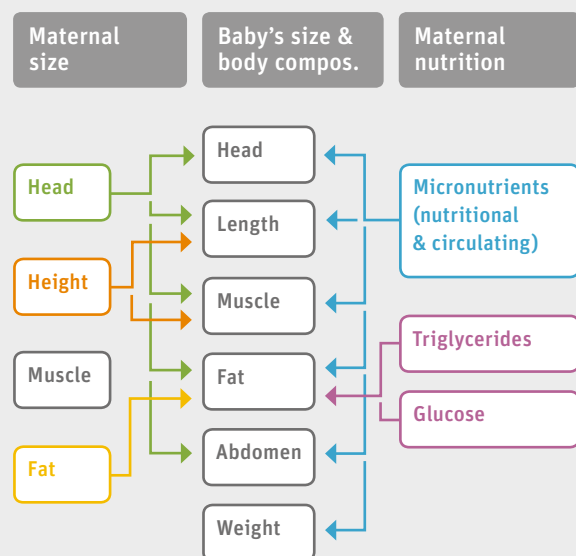 Maternal
size
Baby's size &
body compos.
Maternal
nutrition
Head
Height
Muscle
Fat
Head
Length
Muscle
Fat
Abdomen
Weight
Micronutrients
(nutritional
& circulating)
Triglycerides
Glucose